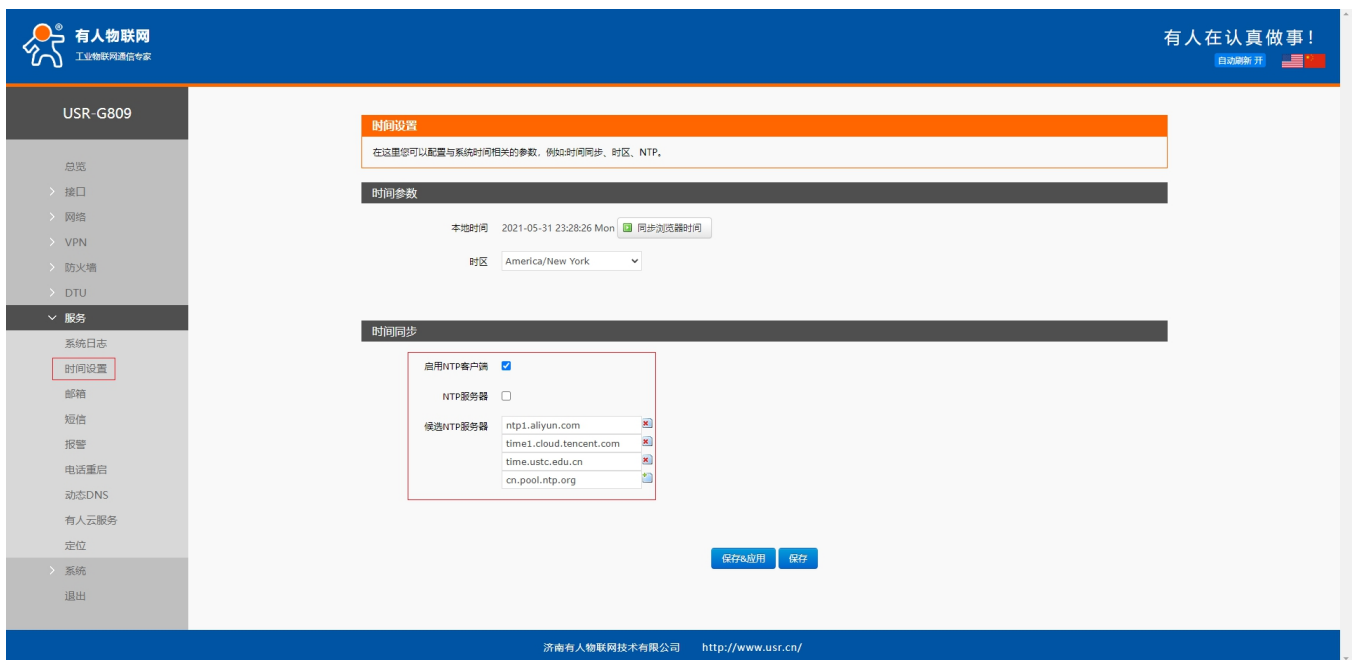 有人物联网
工业物联网通信专家
有人在认真做事!
自动刷新 开
USR-G809
总览
接口
网络
VPN
防火墙
DTU
服务
系统日志
时间设置
邮箱
短信
报警
电话重启
动态DNS
有人云服务
定位
系统
退出
时间设置
在这里您可以配置与系统时间相关的参数，例如:时间同步、时区、NTP。
时间参数
本地时间 2021-05-31 23:28:26 Mon 同步浏览器时间
时区 America/New York
时间同步
启用NTP客户端
NTP服务器
候选NTP服务器 ntp1.aliyun.com
time1.cloud.tencent.com
time.ustc.edu.cn
cn.pool.ntp.org
保存&应用 保存
济南有人物联网技术有限公司 http://www.usr.cn/